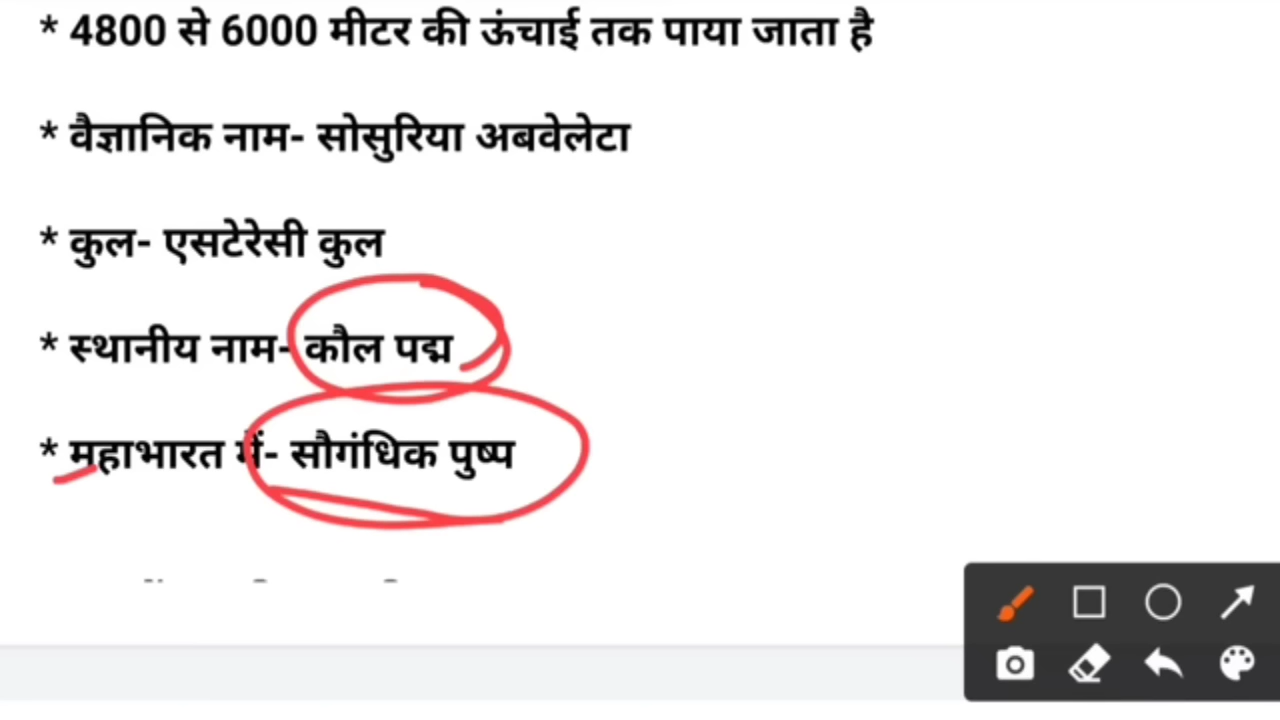 * 4800 से 6000 मीटर की ऊंचाई तक पाया जाता है
* वैज्ञानिक नाम- सोसुरिया अबवेलेटा
* कुल- एसटेरेसी कुल
* स्थानीय नाम- कौल पद्म
* महाभारत में- सौगंधिक पुष्प